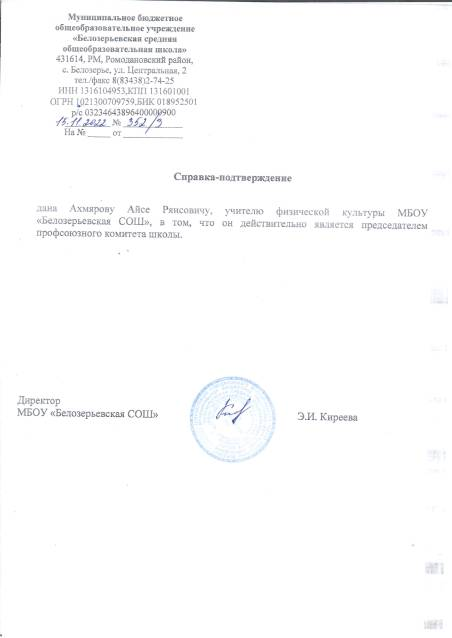 Муниципальное бюджетное
общеобразовательное учреждение
«Белозерьевская средняя
общеобразовательная школа»
431614, РМ, Ромодановский район,
с. Белозерье, ул. Центральная, 2
тел./факс 8(83438)2-74-25
ИНН 1316104953,КПП 131601001
ОГРН 1021300709759,БИК 018952501
р/с 03234643896400000900
15.11.2022 № 352/9
На № _____ от ______________
Справка-подтверждение
дана Ахмярову Айсе Ряисовичу, учителю физической культуры МБОУ
«Белозерьевская СОШ», в том, что он действительно является председателем
профсоюзного комитета школы.
Директор
МБОУ «Белозерьевская СОШ»
Э.И. Киреева